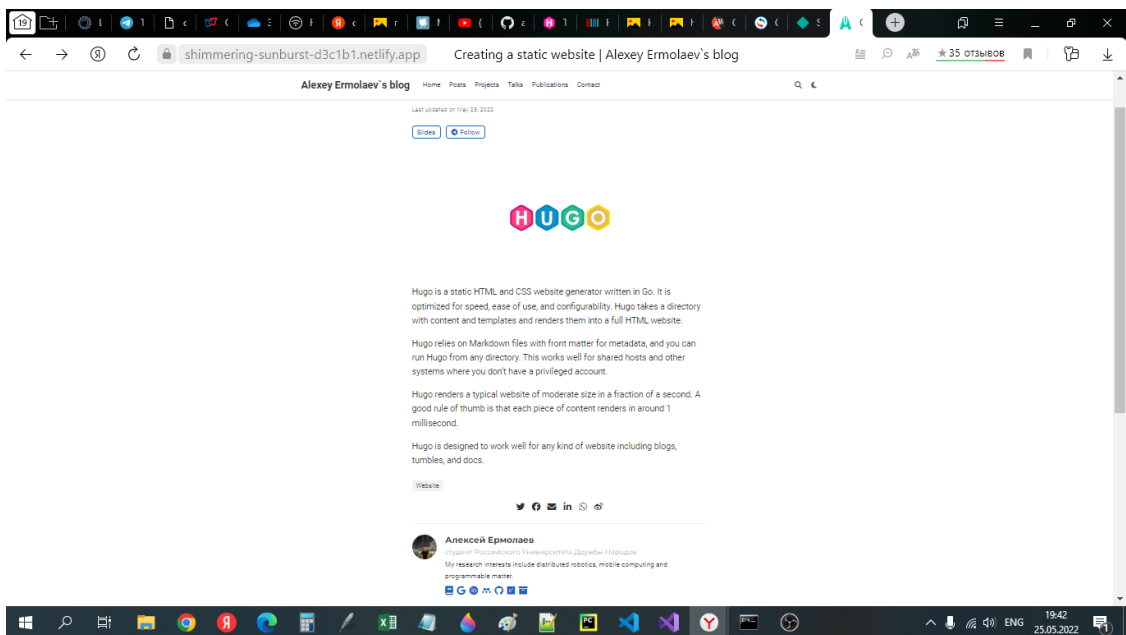 19
shimmering-sunburst-d3c1b1.netlify.app
Creating a static website | Alexey Ermolaev`s blog
★ 35 отзывов
Alexey Ermolaev`s blog
Home Posts Projects Talks Publications Contact
Last updated on May 25, 2022
Slides
Follow
HUGO
Hugo is a static HTML and CSS website generator written in Go. It is
optimized for speed, ease of use, and configurability. Hugo takes a directory
with content and templates and renders them into a full HTML website.
Hugo relies on Markdown files with front matter for metadata, and you can
run Hugo from any directory. This works well for shared hosts and other
systems where you don't have a privileged account.
Hugo renders a typical website of moderate size in a fraction of a second. A
good rule of thumb is that each piece of content renders in around 1
millisecond.
Hugo is designed to work well for any kind of website including blogs,
tumbles, and docs.
Website
Алексей Ермолаев
студент Российского Университета Дружбы Народов
My research interests include distributed robotics, mobile computing and
programmable matter.
ENG
19:42
25.05.2022